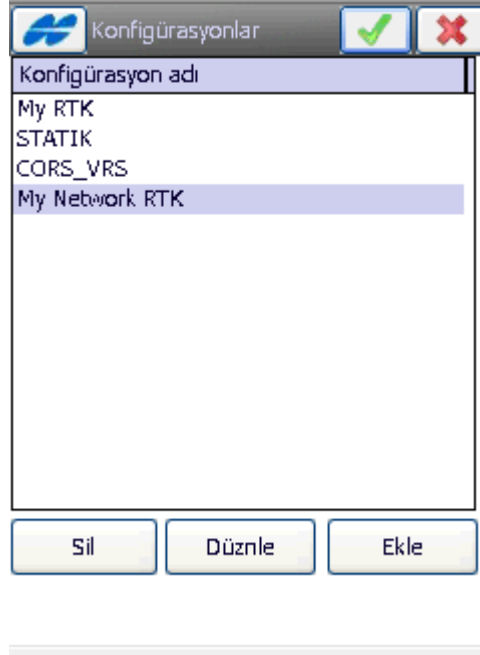 Konfigürasyonlar
Konfigürasyon adı
My RTK
STATIK
CORS_VRS
My Network RTK
Sil Düznle Ekle